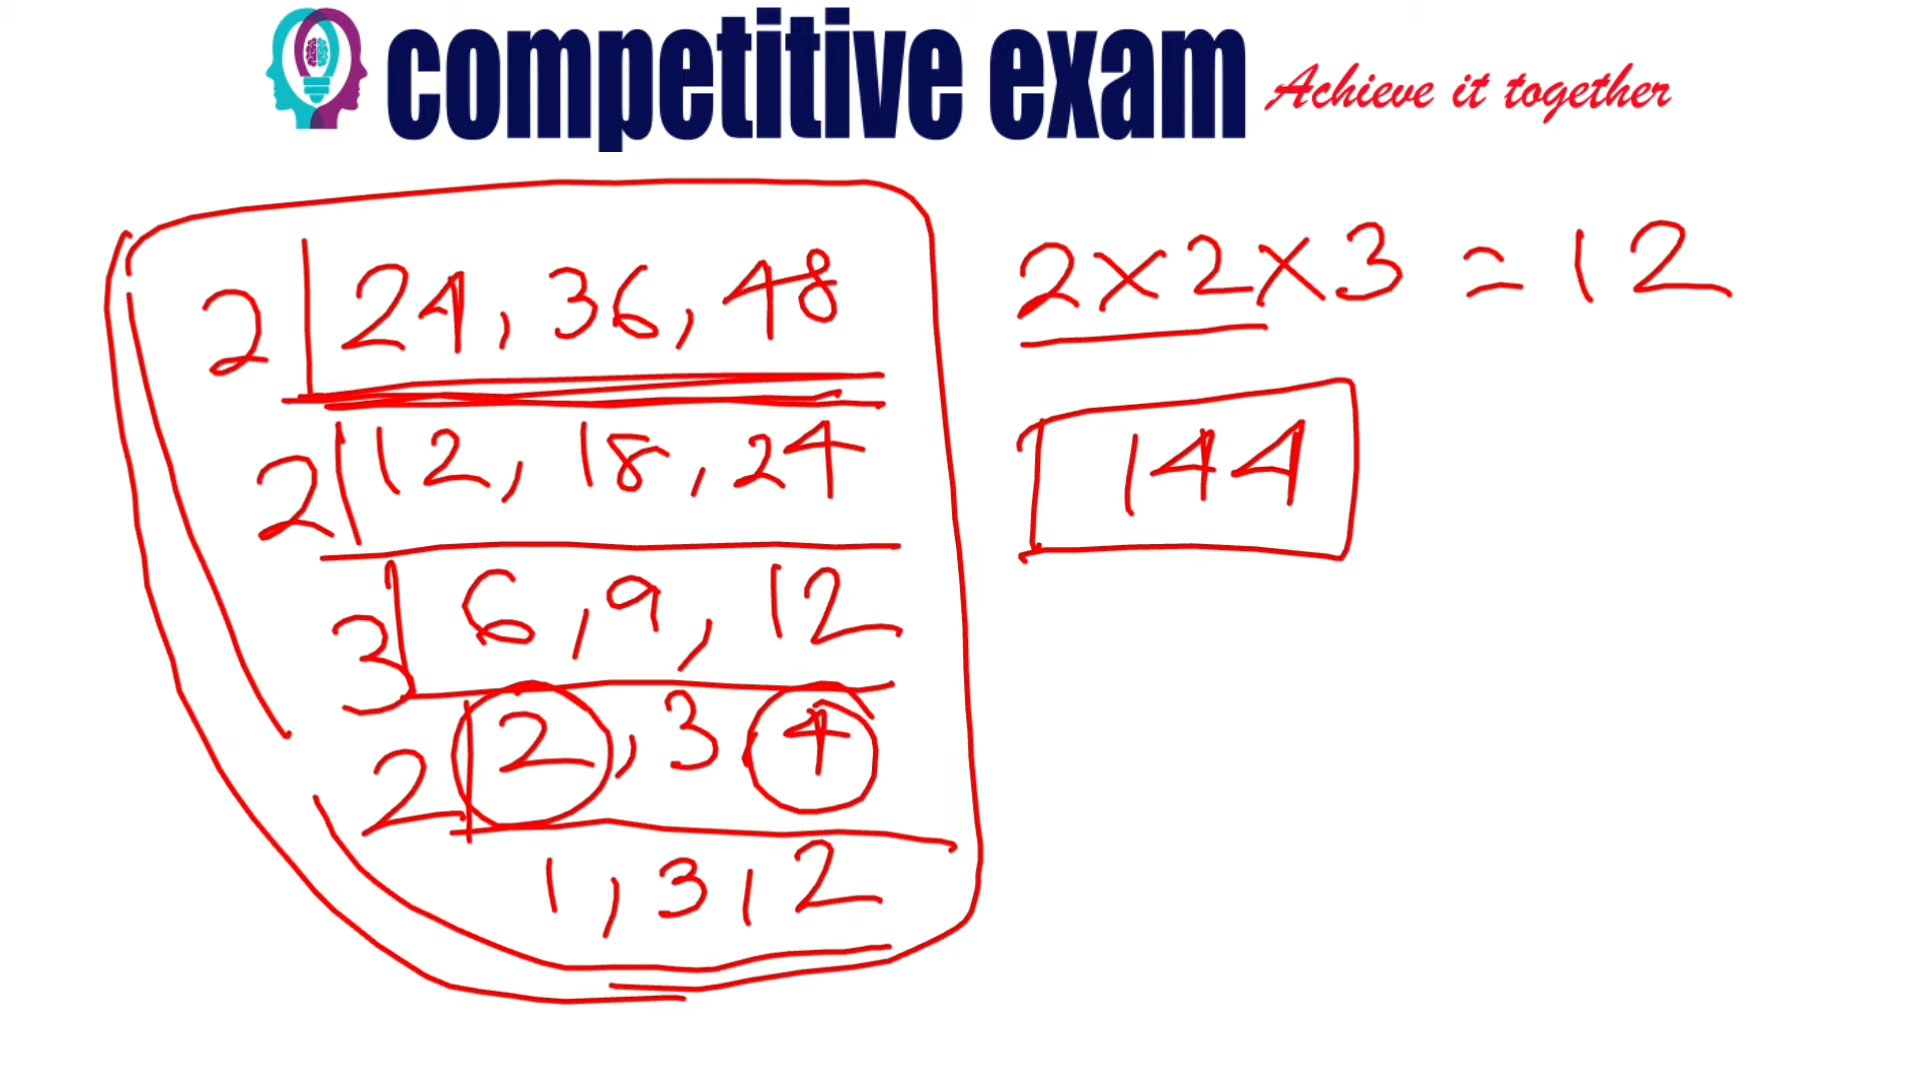 competitive exam Achieve it together
2 24, 36, 48
2 12, 18, 24
3 6, 9, 12
2 2, 3 4
1, 3, 2
2×2×3 = 12
144